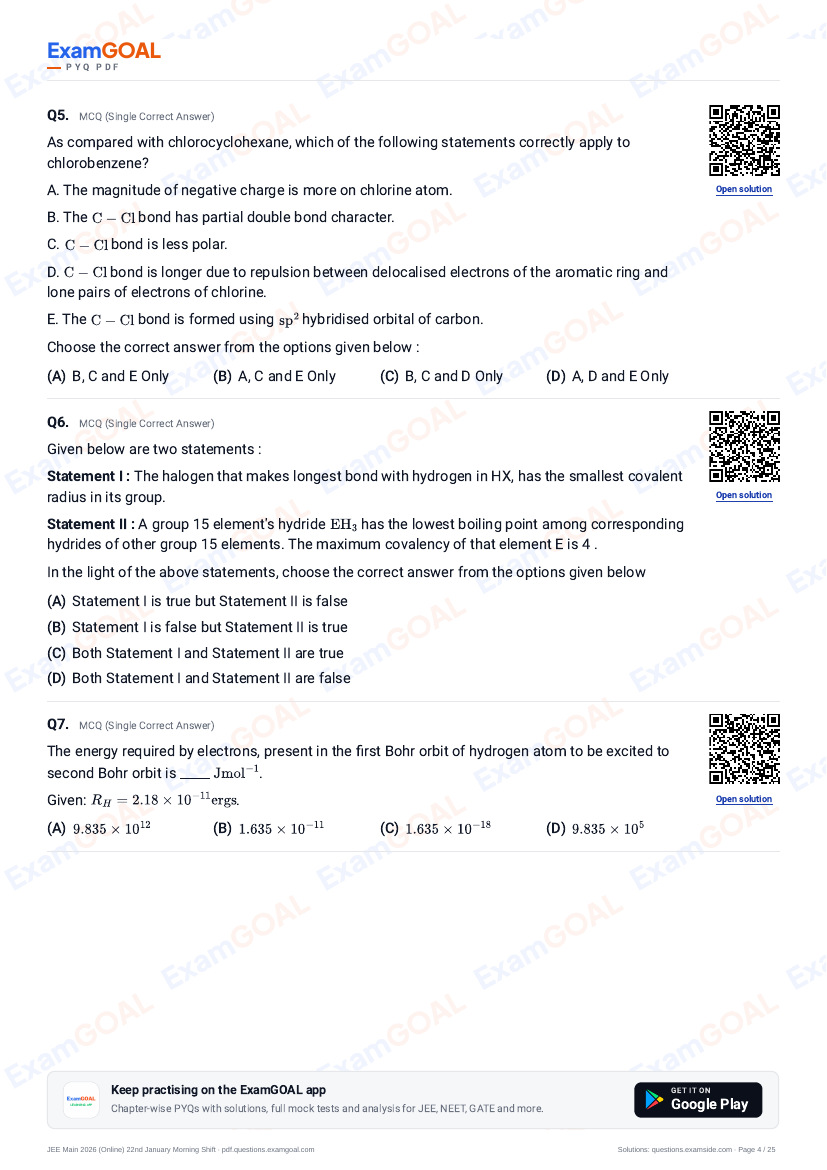 ExamGOAL
PYQ PDF
Q5. MCQ (Single Correct Answer)
As compared with chlorocyclohexane, which of the following statements correctly apply to
chlorobenzene?
A. The magnitude of negative charge is more on chlorine atom.
B. The C − Cl bond has partial double bond character.
C. C − Cl bond is less polar.
D. C − Cl bond is longer due to repulsion between delocalised electrons of the aromatic ring and
lone pairs of electrons of chlorine.
E. The C − Cl bond is formed using sp² hybridised orbital of carbon.
Choose the correct answer from the options given below :
(A) B, C and E Only (B) A, C and E Only (C) B, C and D Only (D) A, D and E Only
Open solution
Q6. MCQ (Single Correct Answer)
Given below are two statements :
Statement I : The halogen that makes longest bond with hydrogen in HX, has the smallest covalent
radius in its group.
Statement II : A group 15 element's hydride EH₃ has the lowest boiling point among corresponding
hydrides of other group 15 elements. The maximum covalency of that element E is 4 .
In the light of the above statements, choose the correct answer from the options given below
(A) Statement I is true but Statement II is false
(B) Statement I is false but Statement II is true
(C) Both Statement I and Statement II are true
(D) Both Statement I and Statement II are false
Open solution
Q7. MCQ (Single Correct Answer)
The energy required by electrons, present in the first Bohr orbit of hydrogen atom to be excited to
second Bohr orbit is ____ Jmol⁻¹.
Given: R_H = 2.18 × 10⁻¹¹ergs.
(A) 9.835 × 10¹² (B) 1.635 × 10⁻¹¹ (C) 1.635 × 10⁻¹⁸ (D) 9.835 × 10⁵
Open solution
Keep practising on the ExamGOAL app
Chapter-wise PYQs with solutions, full mock tests and analysis for JEE, NEET, GATE and more.
GET IT ON
Google Play
JEE Main 2026 (Online) 22nd January Morning Shift · pdf.questions.examgoal.com
Solutions: questions.examside.com · Page 4 / 25